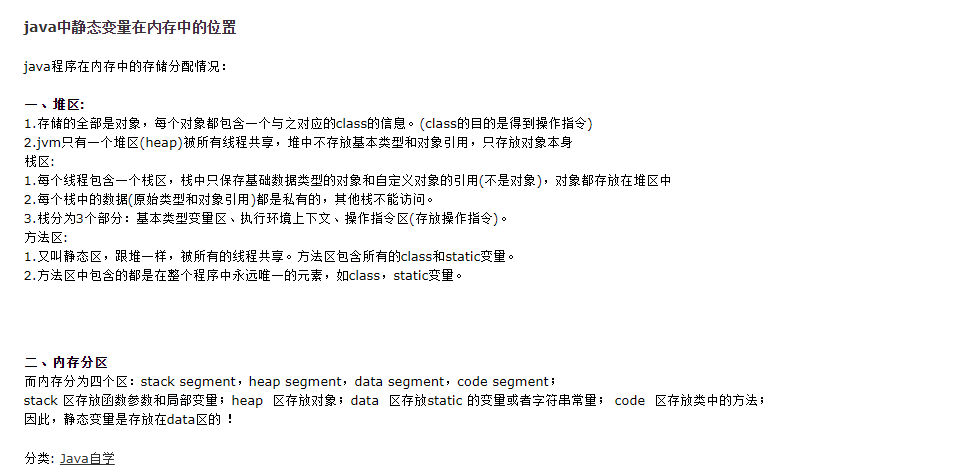 java中静态变量在内存中的位置
java程序在内存中的存储分配情况：
一、堆区:
1.存储的全部是对象，每个对象都包含一个与之对应的class的信息。(class的目的是得到操作指令)
2.jvm只有一个堆区(heap)被所有线程共享，堆中不存放基本类型和对象引用，只存放对象本身
栈区:
1.每个线程包含一个栈区，栈中只保存基础数据类型的对象和自定义对象的引用(不是对象)，对象都存放在堆区中
2.每个栈中的数据(原始类型和对象引用)都是私有的，其他栈不能访问。
3.栈分为3个部分：基本类型变量区、执行环境上下文、操作指令区(存放操作指令)。
方法区:
1.又叫静态区，跟堆一样，被所有的线程共享。方法区包含所有的class和static变量。
2.方法区中包含的都是在整个程序中永远唯一的元素，如class，static变量。
二、内存分区
而内存分为四个区：stack segment，heap segment，data segment，code segment；
stack 区存放函数参数和局部变量；heap  区存放对象；data  区存放static 的变量或者字符串常量； code  区存放类中的方法；
因此，静态变量是存放在data区的 ！
分类: Java自学